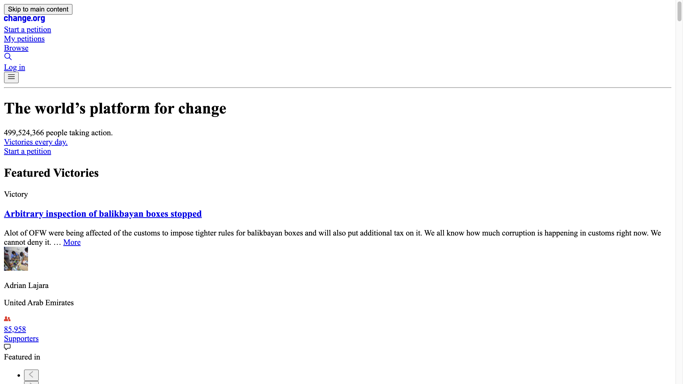 Skip to main content
change.org
Start a petition
My petitions
Browse
Log in
The world’s platform for change
499,524,366 people taking action.
Victories every day.
Start a petition
Featured Victories
Victory
Arbitrary inspection of balikbayan boxes stopped
Alot of OFW were being affected of the customs to impose tighter rules for balikbayan boxes and will also put additional tax on it. We all know how much corruption is happening in customs right now. We
cannot deny it. … More
Adrian Lajara
United Arab Emirates
85,958
Supporters
Featured in